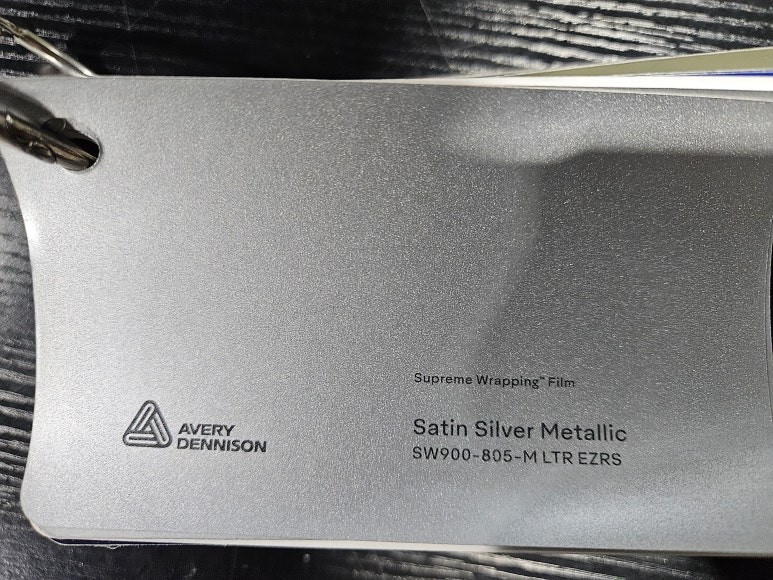 Supreme Wrapping™ Film
AVERY
DENNISON
Satin Silver Metallic
SW900-805-M LTR EZRS